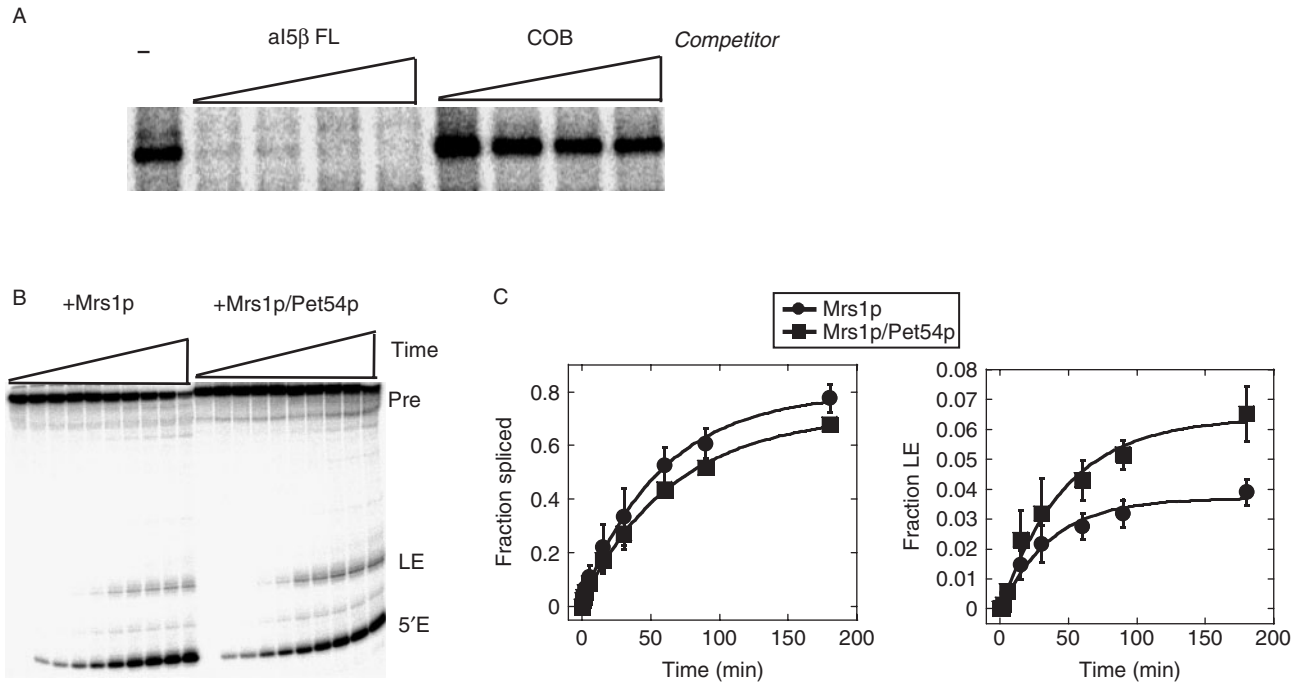 A
–
aI5β FL
COB
Competitor
B
+Mrs1p
+Mrs1p/Pet54p
Time
Pre
LE
5′E
C
Mrs1p
Mrs1p/Pet54p
Fraction spliced
0.8
0.6
0.4
0.2
0
0
50
100
150
200
Time (min)
Fraction LE
0.08
0.07
0.06
0.05
0.04
0.03
0.02
0.01
0
0
50
100
150
200
Time (min)